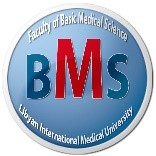 Faculty of Basic Medical Science
BMS
Libyan International Medical University